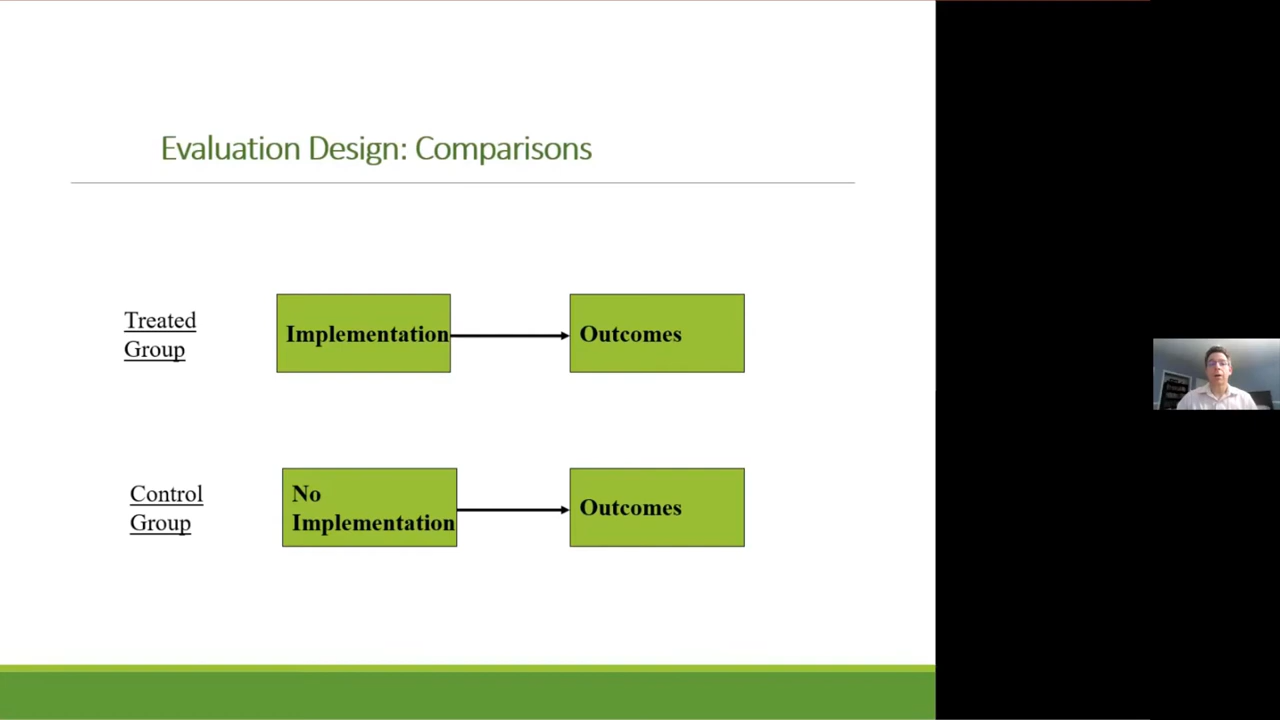 Evaluation Design: Comparisons
Treated
Group
Implementation
Outcomes
Control
Group
No
Implementation
Outcomes